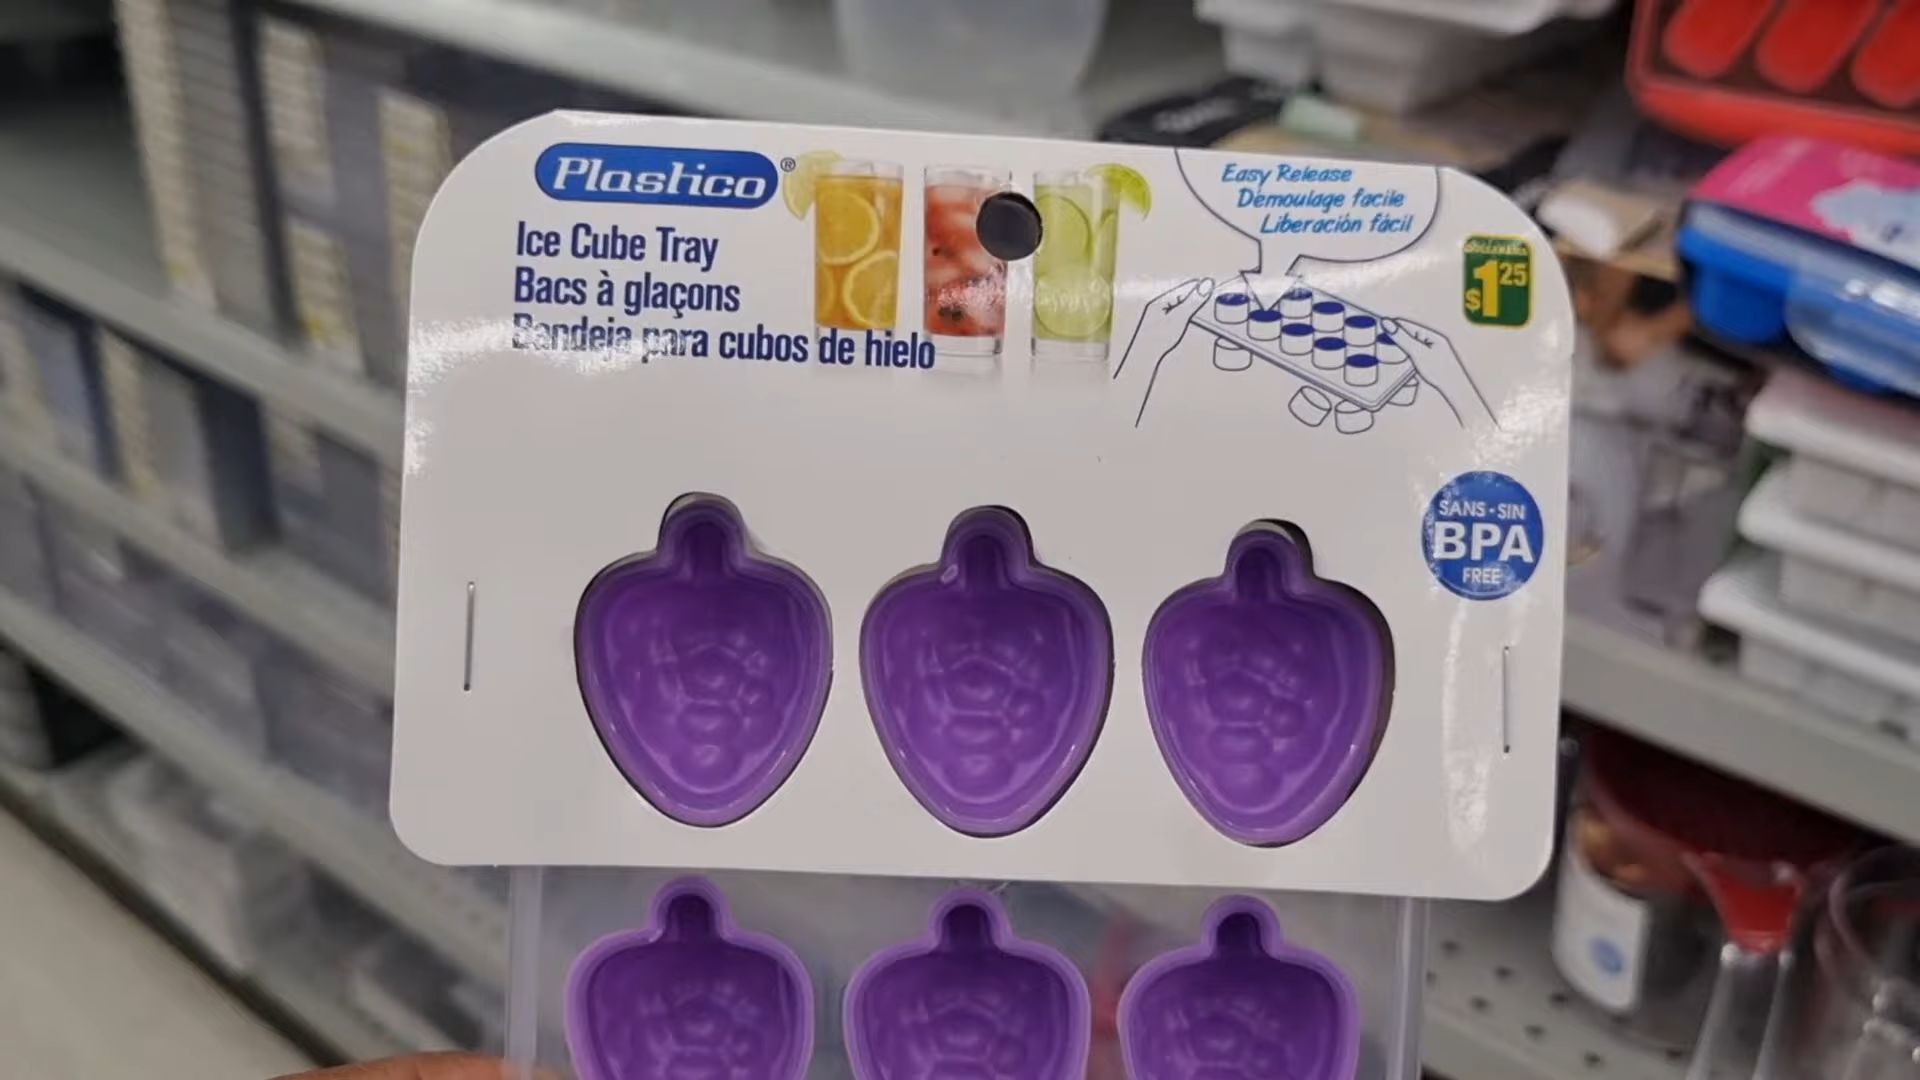 Plastico®
Ice Cube Tray
Bacs à glaçons
Bandeja para cubos de hielo
Easy Release
Démoulage facile
Liberación fácil
$1.25
SANS • SIN
BPA
FREE